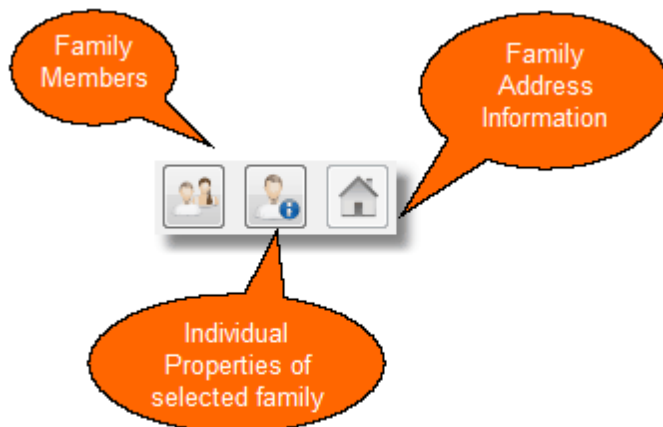 Family
Members
Family
Address
Information
Individual
Properties of
selected family